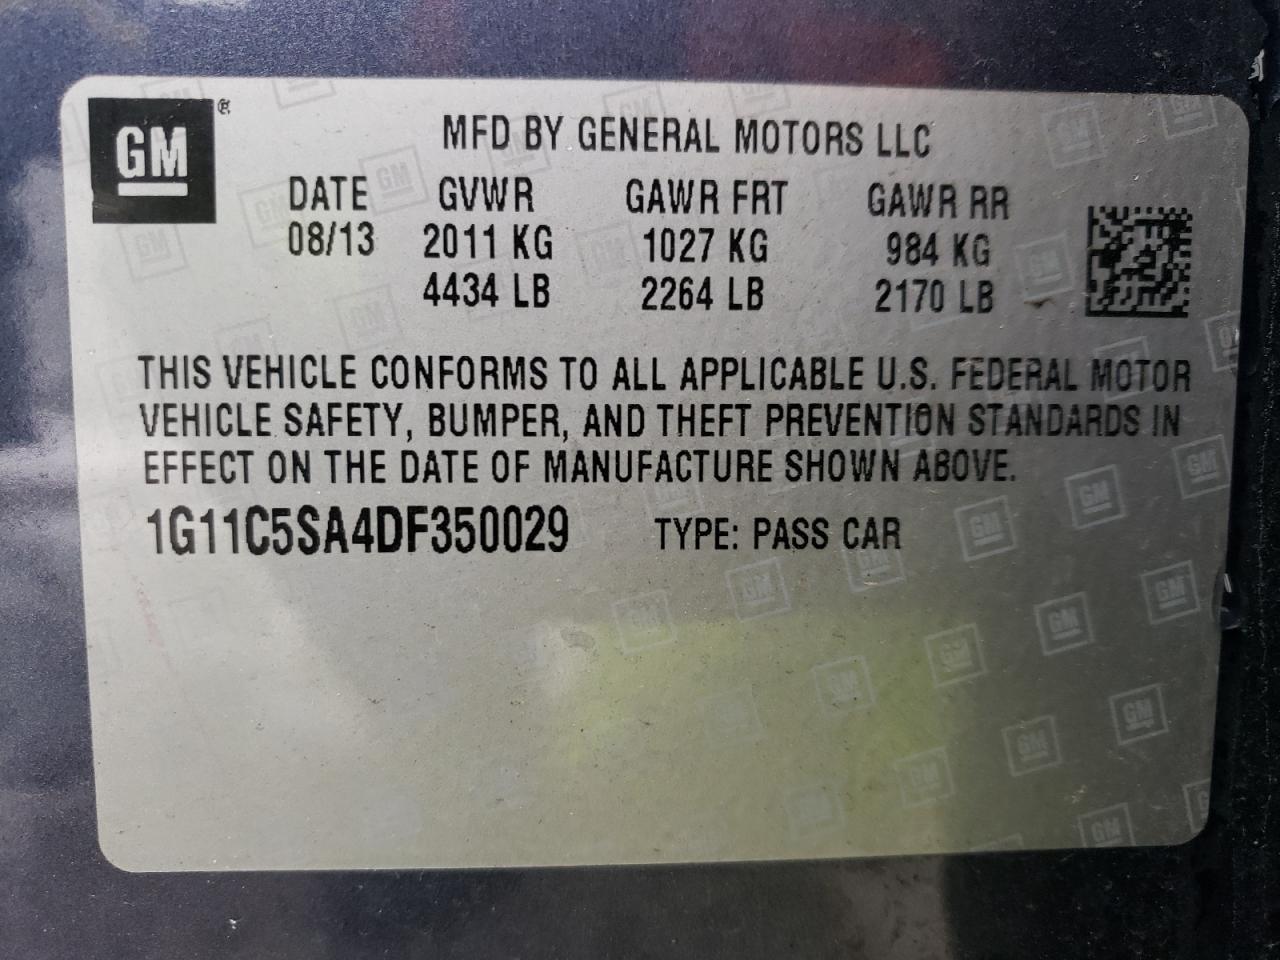 GM®
MFD BY GENERAL MOTORS LLC
DATE GVWR GAWR FRT GAWR RR
08/13 2011 KG 1027 KG 984 KG
4434 LB 2264 LB 2170 LB
THIS VEHICLE CONFORMS TO ALL APPLICABLE U.S. FEDERAL MOTOR
VEHICLE SAFETY, BUMPER, AND THEFT PREVENTION STANDARDS IN
EFFECT ON THE DATE OF MANUFACTURE SHOWN ABOVE.
1G11C5SA4DF350029 TYPE: PASS CAR